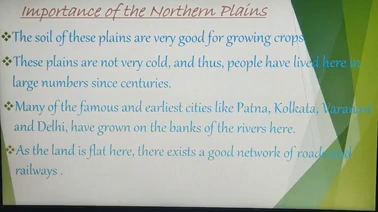 Importance of the Northern Plains
❖The soil of these plains are very good for growing crops
❖These plains are not very cold, and thus, people have lived here in
large numbers since centuries.
❖Many of the famous and earliest cities like Patna, Kolkata, Varanasi
and Delhi, have grown on the banks of the rivers here.
❖As the land is flat here, there exists a good network of roads and
railways .